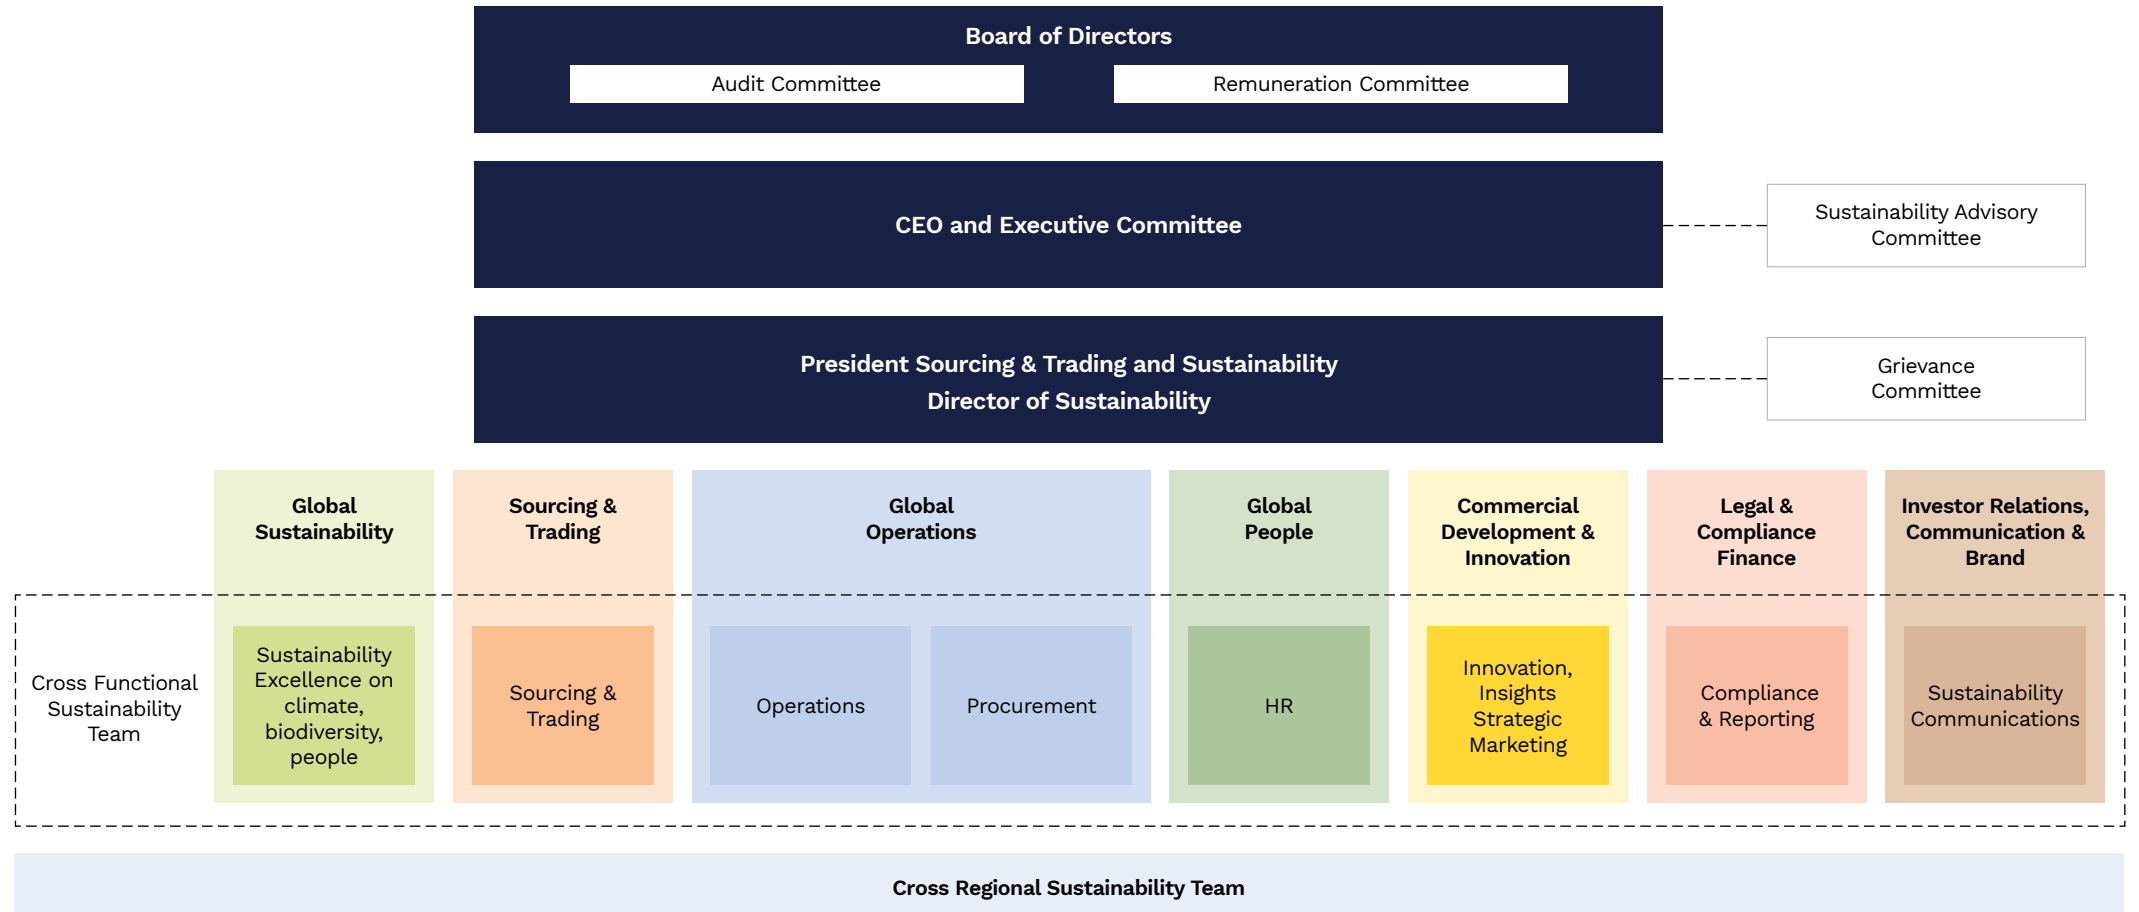 Board of Directors
Audit Committee
Remuneration Committee
CEO and Executive Committee
Sustainability Advisory
Committee
President Sourcing & Trading and Sustainability
Director of Sustainability
Grievance
Committee
Global
Sustainability
Sourcing &
Trading
Global
Operations
Global
People
Commercial
Development &
Innovation
Legal &
Compliance
Finance
Investor Relations,
Communication &
Brand
Cross Functional
Sustainability
Team
Sustainability
Excellence on
climate,
biodiversity,
people
Sourcing &
Trading
Operations
Procurement
HR
Innovation,
Insights
Strategic
Marketing
Compliance
& Reporting
Sustainability
Communications
Cross Regional Sustainability Team